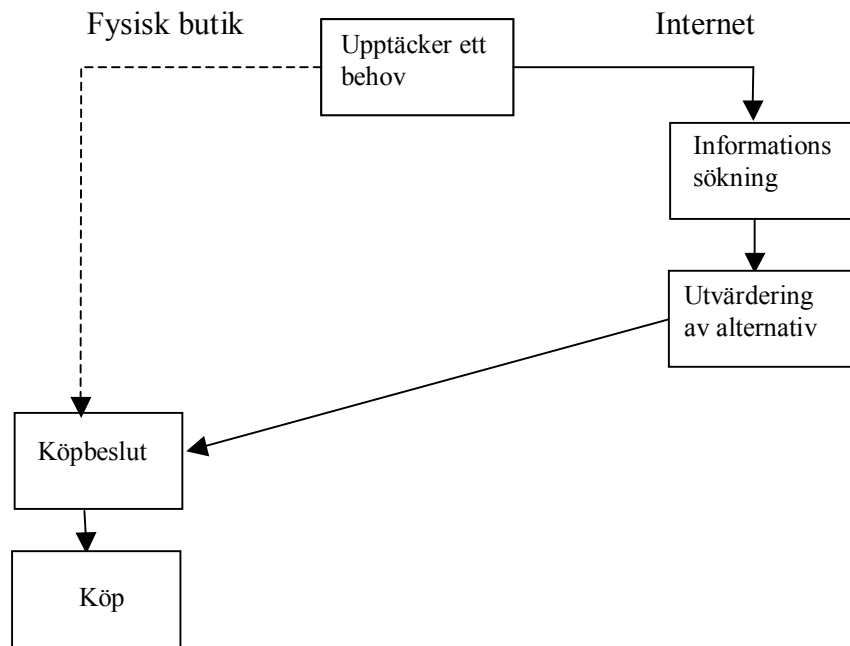 Fysisk butik
Internet
Upptäcker ett
behov
Informations
sökning
Utvärdering
av alternativ
Köpbeslut
Köp